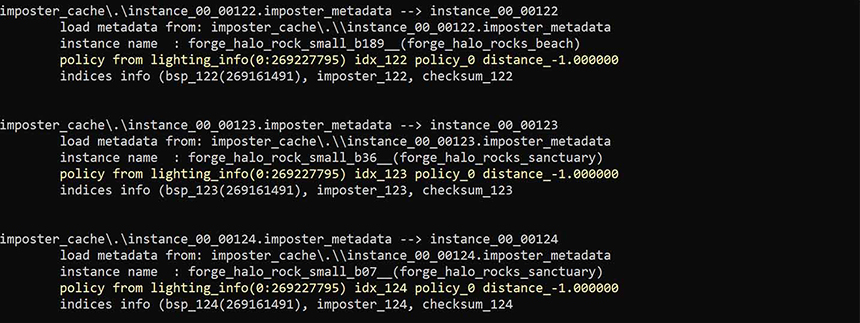 imposter_cache\.\instance_00_00122.imposter_metadata --> instance_00_00122
load metadata from: imposter_cache\.\\instance_00_00122.imposter_metadata
instance name  : forge_halo_rock_small_b189__(forge_halo_rocks_beach)
policy from lighting_info(0:269227795) idx_122 policy_0 distance_-1.000000
indices info (bsp_122(269161491), imposter_122, checksum_122
imposter_cache\.\instance_00_00123.imposter_metadata --> instance_00_00123
load metadata from: imposter_cache\.\\instance_00_00123.imposter_metadata
instance name  : forge_halo_rock_small_b36__(forge_halo_rocks_sanctuary)
policy from lighting_info(0:269227795) idx_123 policy_0 distance_-1.000000
indices info (bsp_123(269161491), imposter_123, checksum_123
imposter_cache\.\instance_00_00124.imposter_metadata --> instance_00_00124
load metadata from: imposter_cache\.\\instance_00_00124.imposter_metadata
instance name  : forge_halo_rock_small_b07__(forge_halo_rocks_sanctuary)
policy from lighting_info(0:269227795) idx_124 policy_0 distance_-1.000000
indices info (bsp_124(269161491), imposter_124, checksum_124